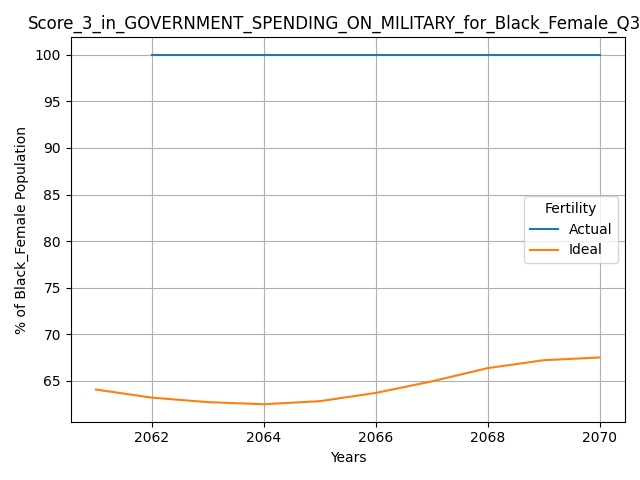 Score_3_in_GOVERNMENT_SPENDING_ON_MILITARY_for_Black_Female_Q3
% of Black_Female Population
100
95
90
85
80
75
70
65
Fertility
Actual
Ideal
2062 2064 2066 2068 2070
Years